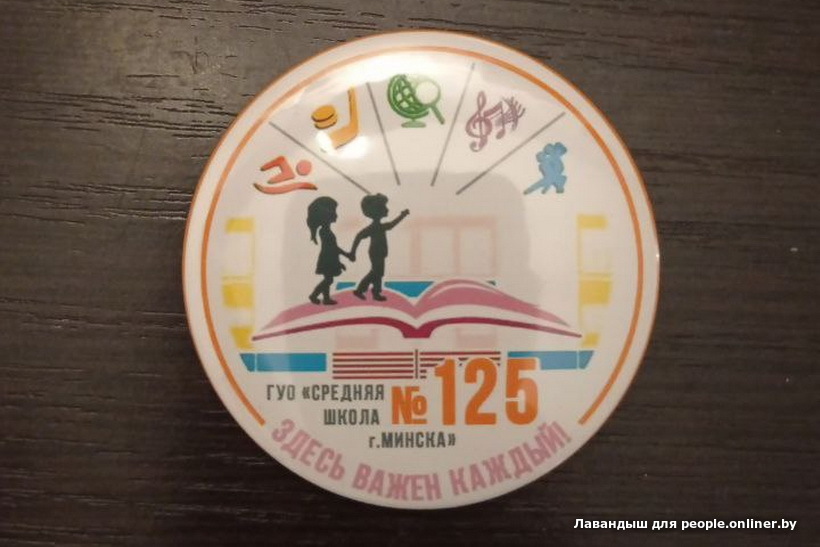 ГУО «СРЕДНЯЯ
ШКОЛА
№125
г.МИНСКА»
ЗДЕСЬ ВАЖЕН КАЖДЫЙ!
Лавандыш для people.onliner.by